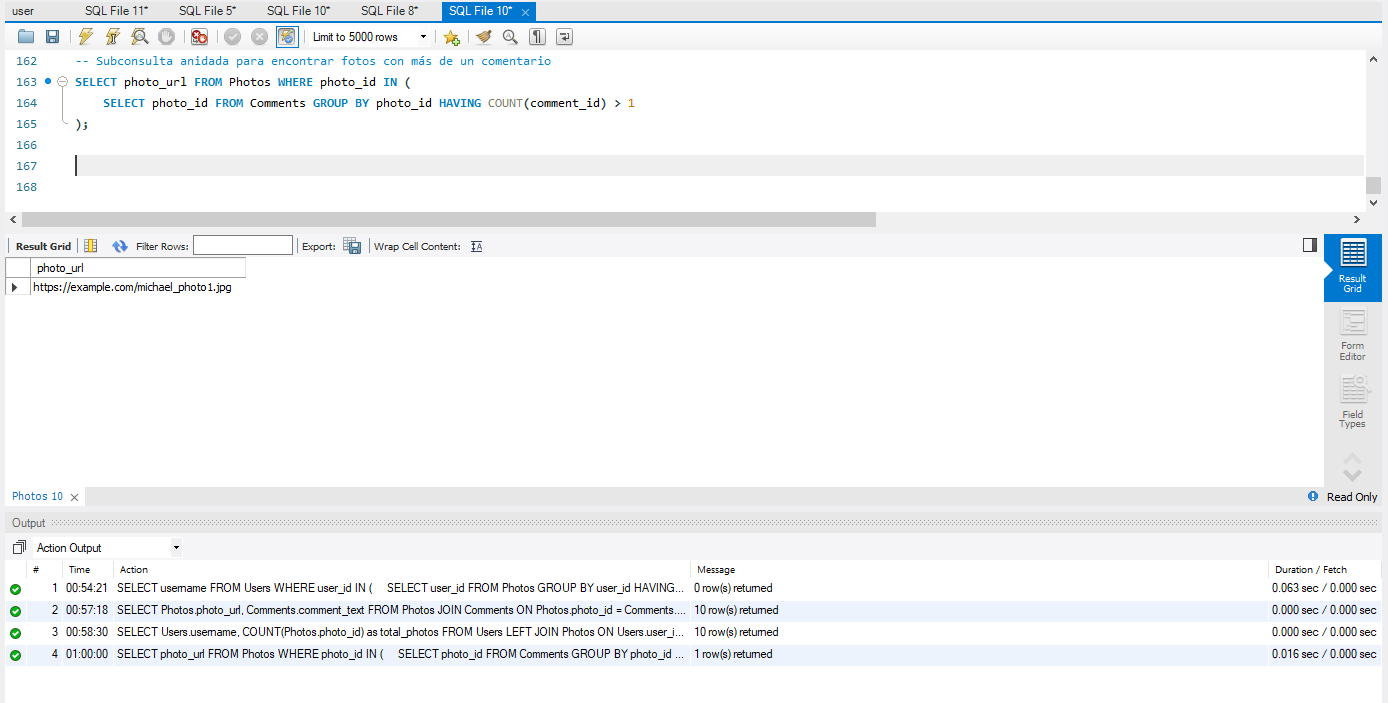 user SQL File 11* SQL File 5* SQL File 10* SQL File 8* SQL File 10*
Limit to 5000 rows
162 -- Subconsulta anidada para encontrar fotos con más de un comentario
163 SELECT photo_url FROM Photos WHERE photo_id IN (
164 SELECT photo_id FROM Comments GROUP BY photo_id HAVING COUNT(comment_id) > 1
165 );
166
167
168
Result Grid Filter Rows: Export: Wrap Cell Content:
photo_url
https://example.com/michael_photo1.jpg
Result
Grid
Form
Editor
Field
Types
Photos 10 Read Only
Output
Action Output
# Time Action Message Duration / Fetch
1 00:54:21 SELECT username FROM Users WHERE user_id IN ( SELECT user_id FROM Photos GROUP BY user_id HAVING... 0 row(s) returned 0.063 sec / 0.000 sec
2 00:57:18 SELECT Photos.photo_url, Comments.comment_text FROM Photos JOIN Comments ON Photos.photo_id = Comments.... 10 row(s) returned 0.000 sec / 0.000 sec
3 00:58:30 SELECT Users.username, COUNT(Photos.photo_id) as total_photos FROM Users LEFT JOIN Photos ON Users.user_i... 10 row(s) returned 0.000 sec / 0.000 sec
4 01:00:00 SELECT photo_url FROM Photos WHERE photo_id IN ( SELECT photo_id FROM Comments GROUP BY photo_id ... 1 row(s) returned 0.016 sec / 0.000 sec